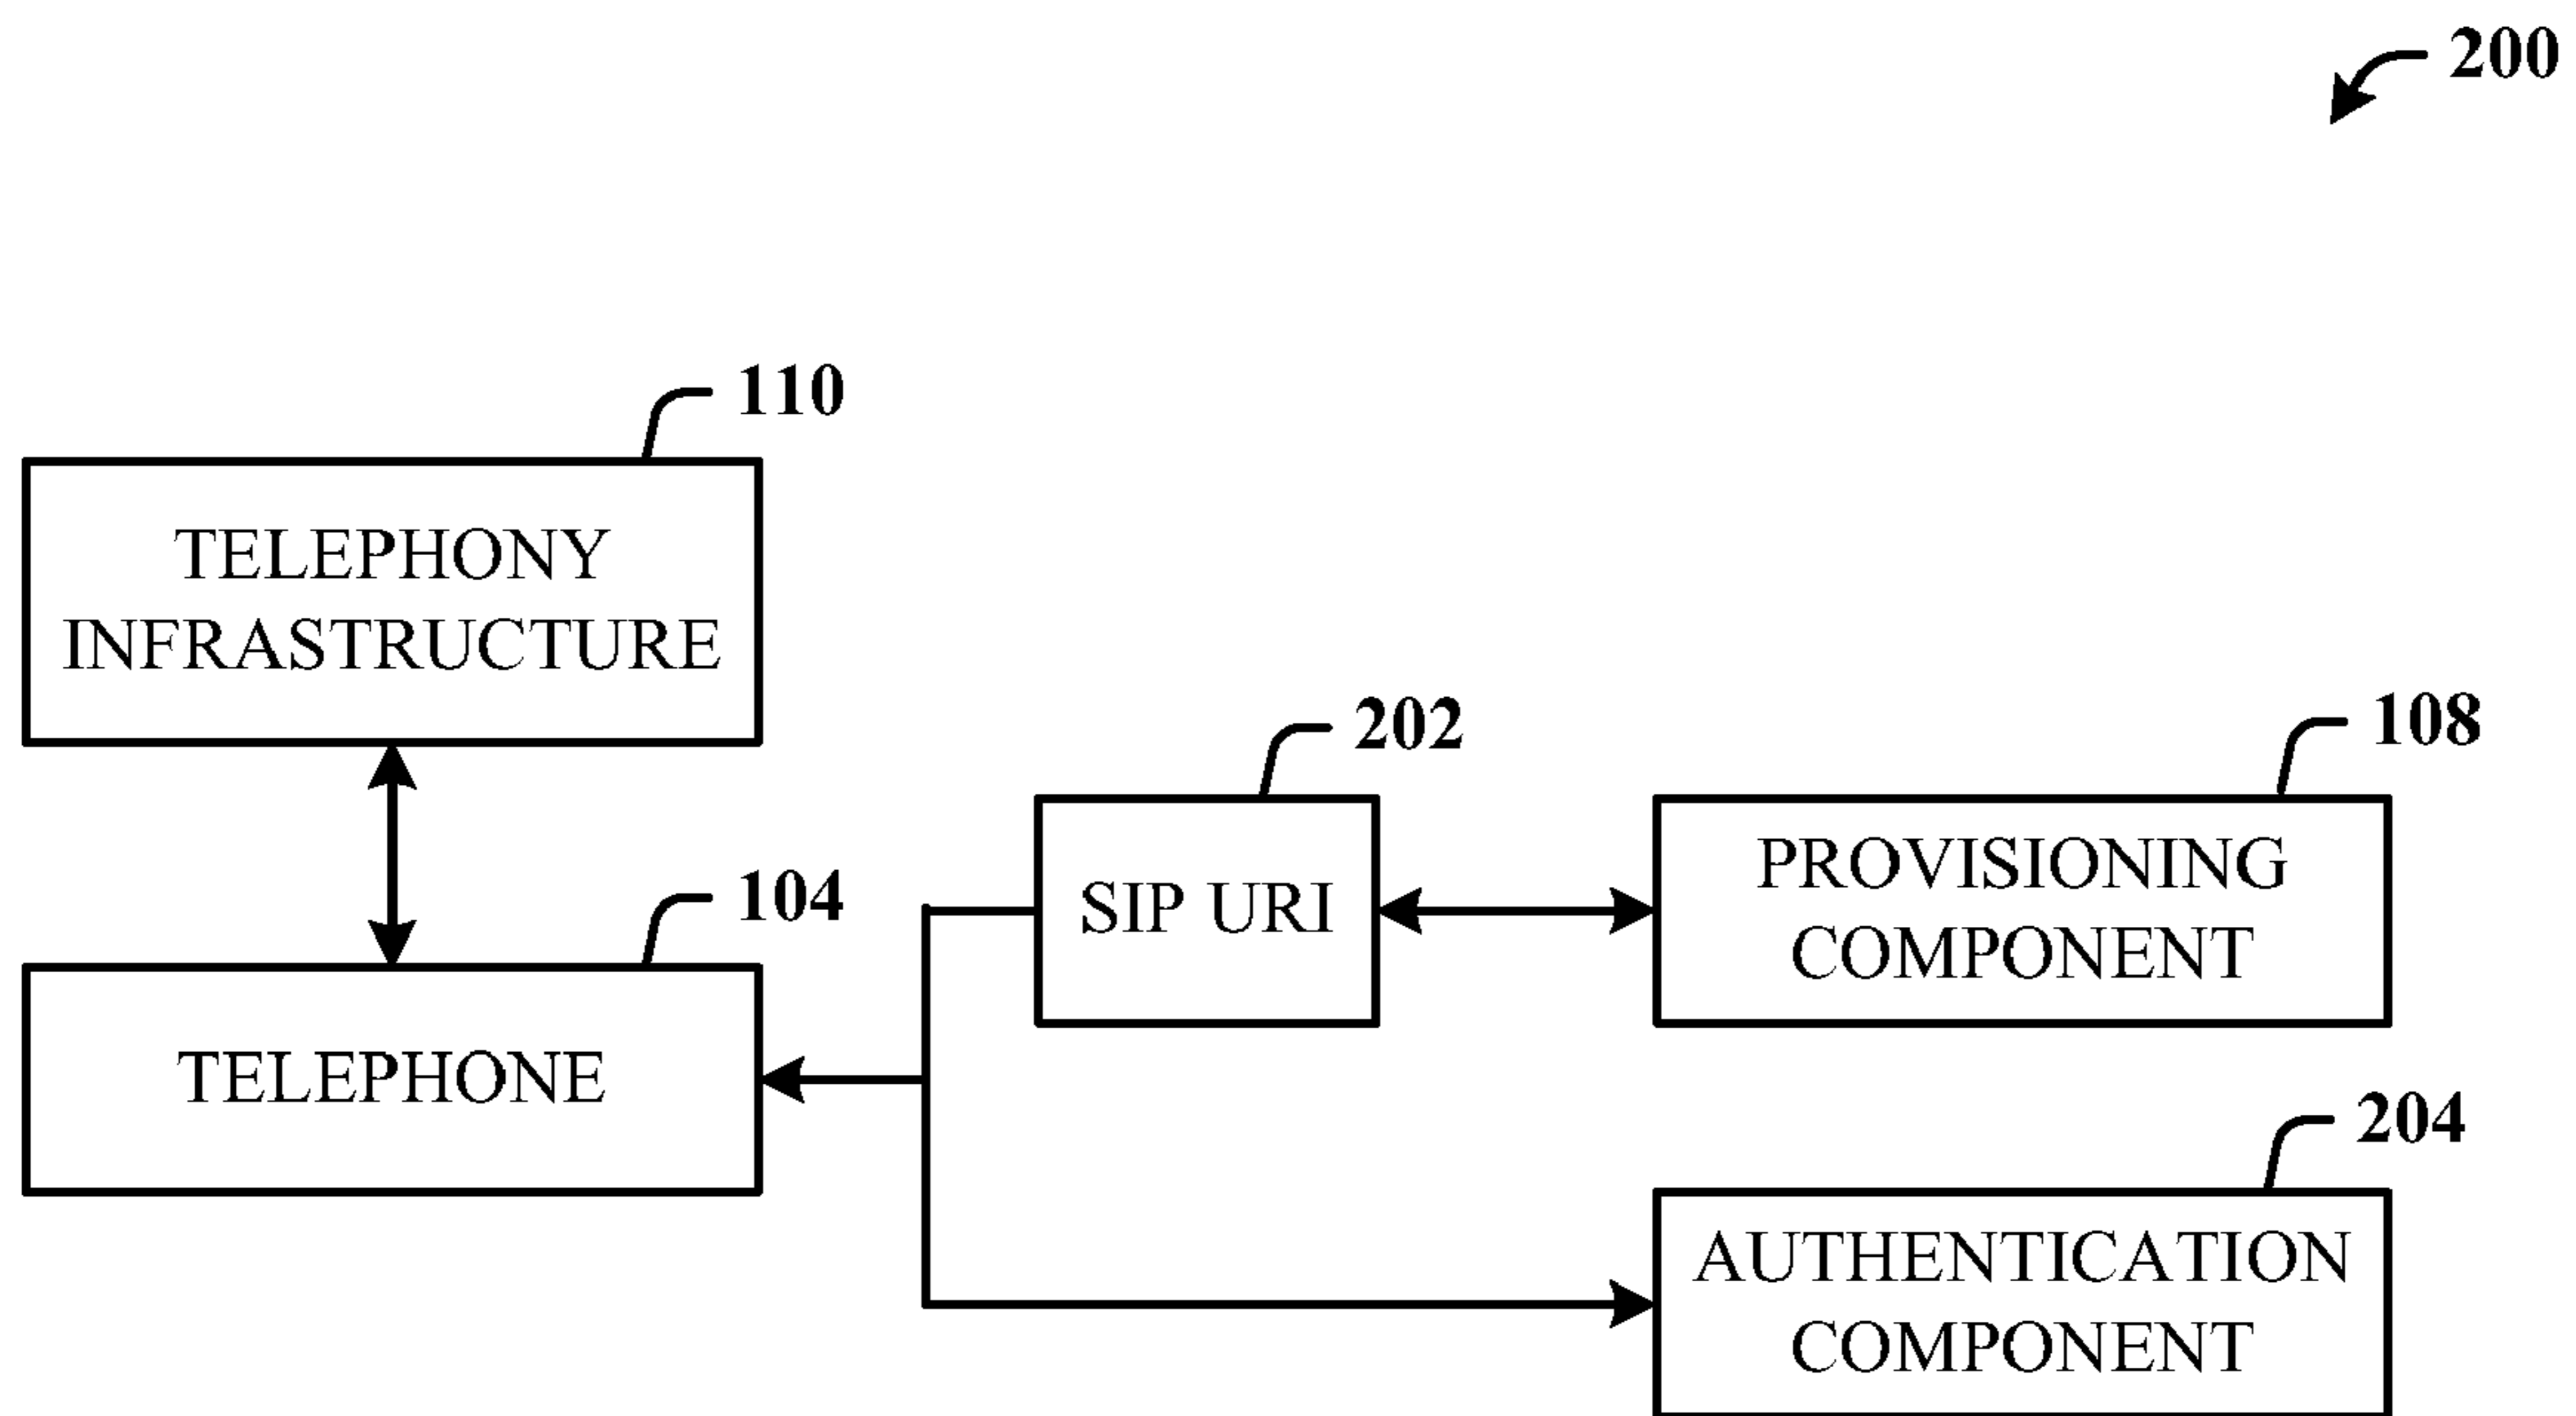 200
110
TELEPHONY
INFRASTRUCTURE
202
108
SIP URI
PROVISIONING
COMPONENT
104
TELEPHONE
204
AUTHENTICATION
COMPONENT